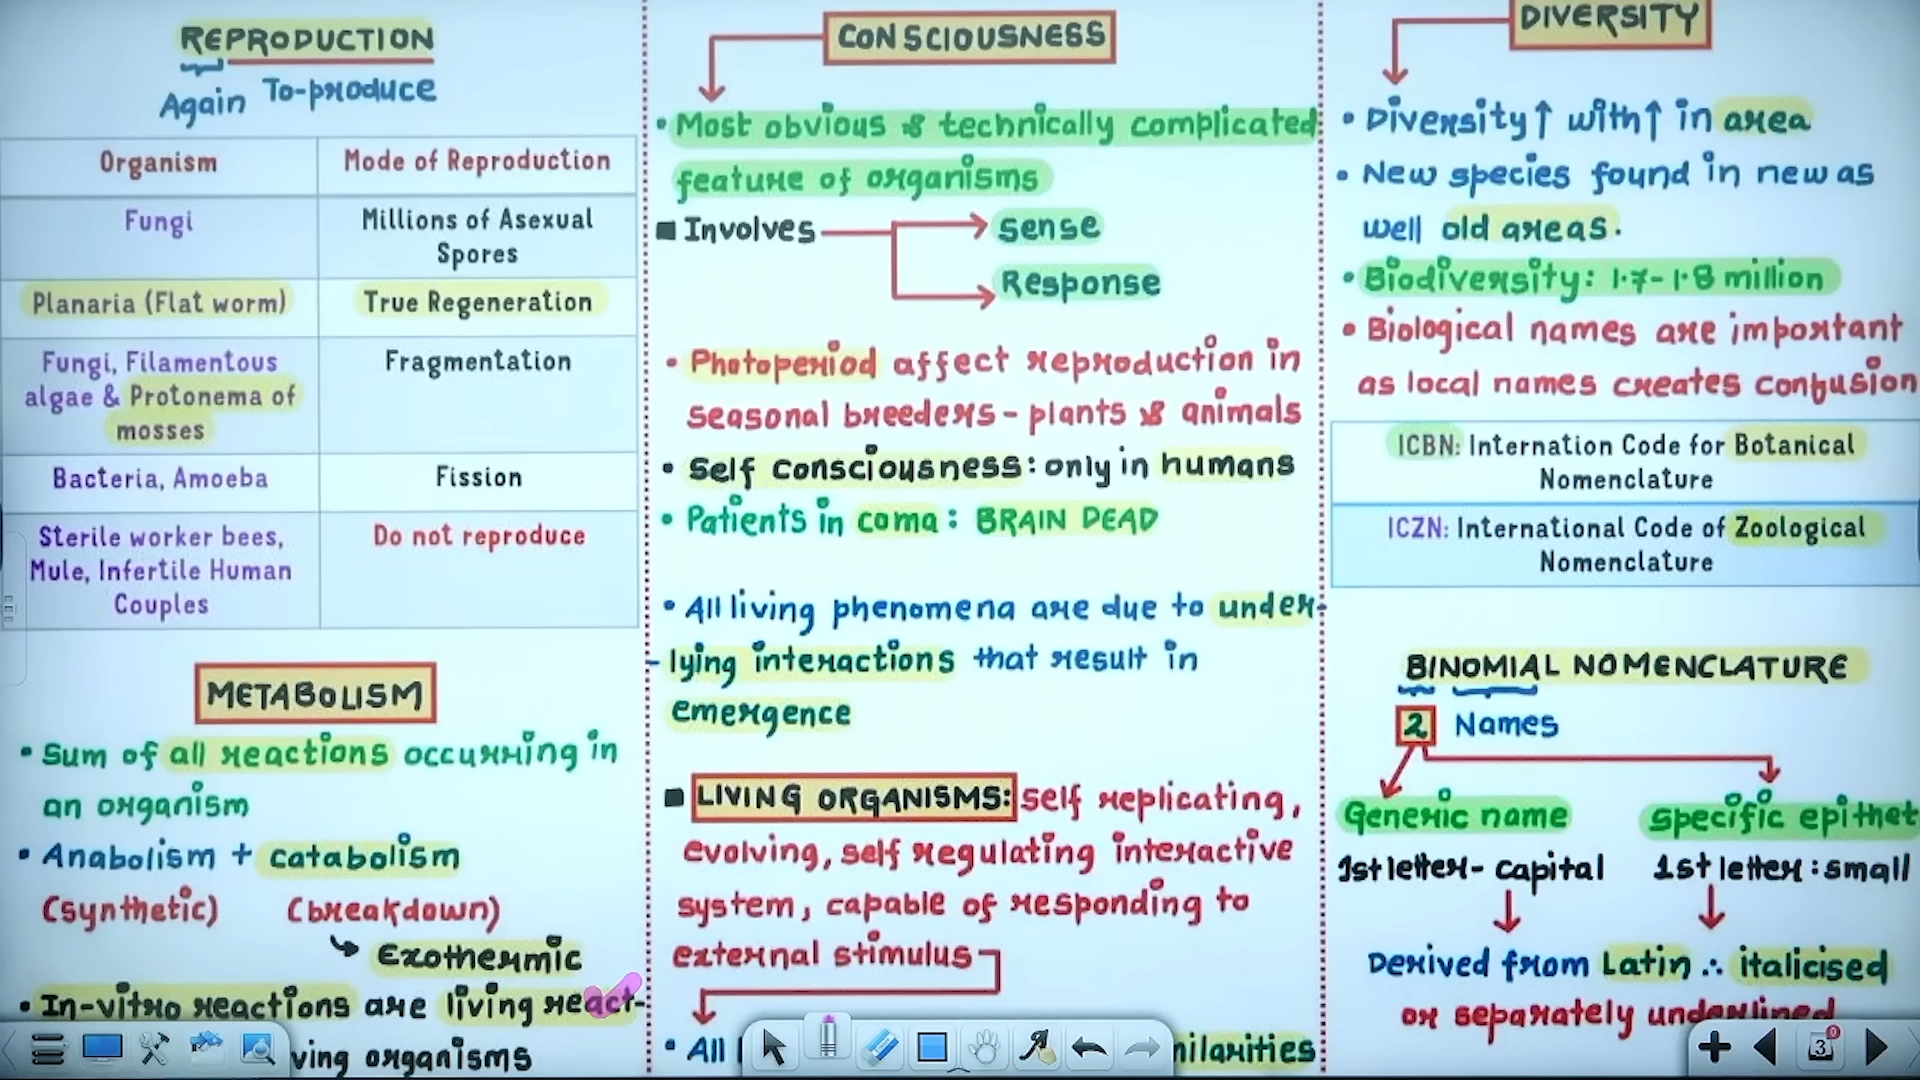 REPRODUCTION
Again To-produce
Organism Mode of Reproduction
Fungi Millions of Asexual
Spores
Planaria (Flat worm) True Regeneration
Fungi, Filamentous Fragmentation
algae & Protonema of
mosses
Bacteria, Amoeba Fission
Sterile worker bees, Do not reproduce
Mule, Infertile Human
Couples
METABOLISM
• Sum of all reactions occurring in
an organism
• Anabolism + catabolism
(synthetic) (breakdown)
↳ Exothermic
• In-vitro reactions are living react-
ving organisms
CONSCIOUSNESS
• Most obvious & technically complicated
feature of organisms
■ Involves sense
Response
• Photoperiod affect reproduction in
seasonal breeders - plants & animals
• Self consciousness: only in humans
• Patients in coma: BRAIN DEAD
• All living phenomena are due to under-
-lying interactions that result in
emergence
■ LIVING ORGANISMS: Self replicating,
evolving, self regulating interactive
system, capable of responding to
external stimulus
• All
milarities
DIVERSITY
• Diversity↑ with↑ in area
• New species found in new as
well old areas.
• Biodiversity: 1.7-1.8 million
• Biological names are important
as local names creates confusion
ICBN: Internation Code for Botanical
Nomenclature
ICZN: International Code of Zoological
Nomenclature
BINOMIAL NOMENCLATURE
2 Names
Generic name specific epithet
1st letter- capital 1st letter: small
Derived from Latin ∴ italicised
or separately underlined
3